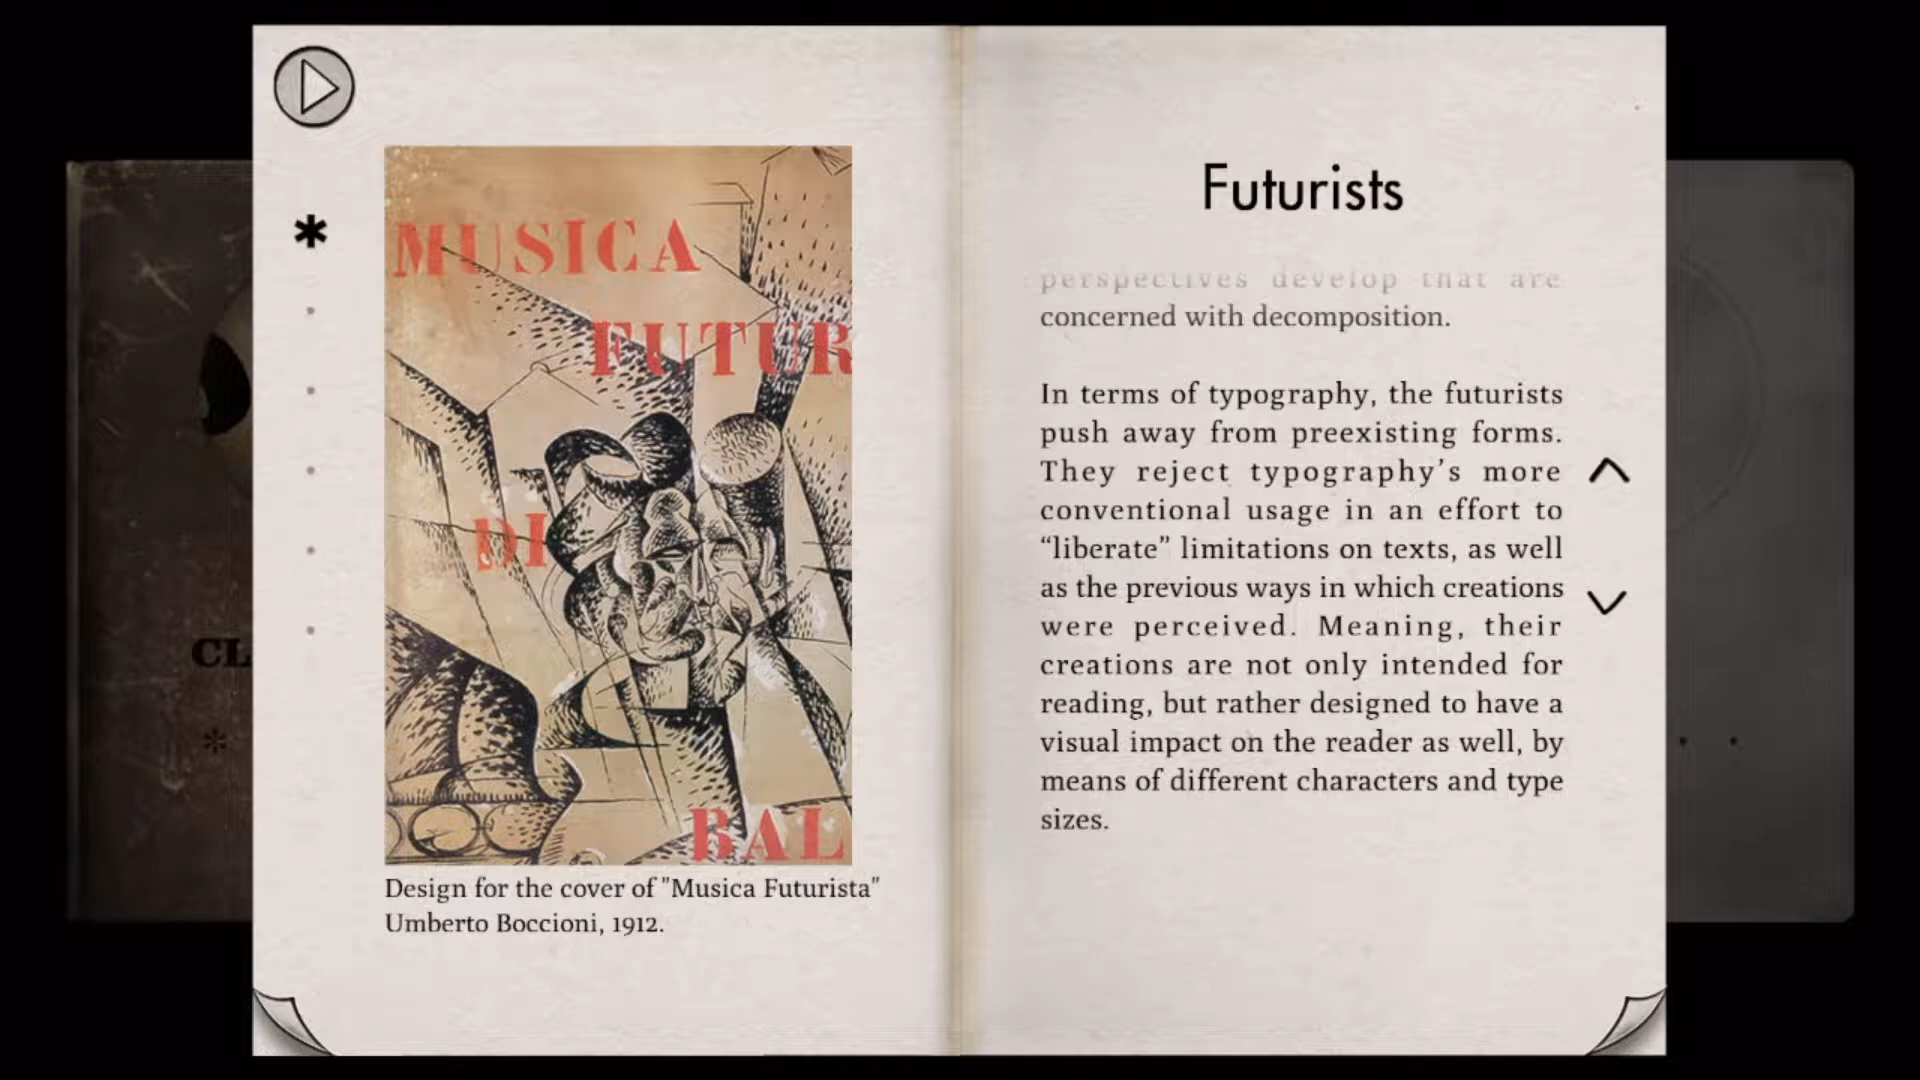 MUSICA
FUTUR
DI
BAL
Design for the cover of "Musica Futurista"
Umberto Boccioni, 1912.
Futurists
perspectives develop that are
concerned with decomposition.
In terms of typography, the futurists
push away from preexisting forms.
They reject typography’s more
conventional usage in an effort to
“liberate” limitations on texts, as well
as the previous ways in which creations
were perceived. Meaning, their
creations are not only intended for
reading, but rather designed to have a
visual impact on the reader as well, by
means of different characters and type
sizes.
CL